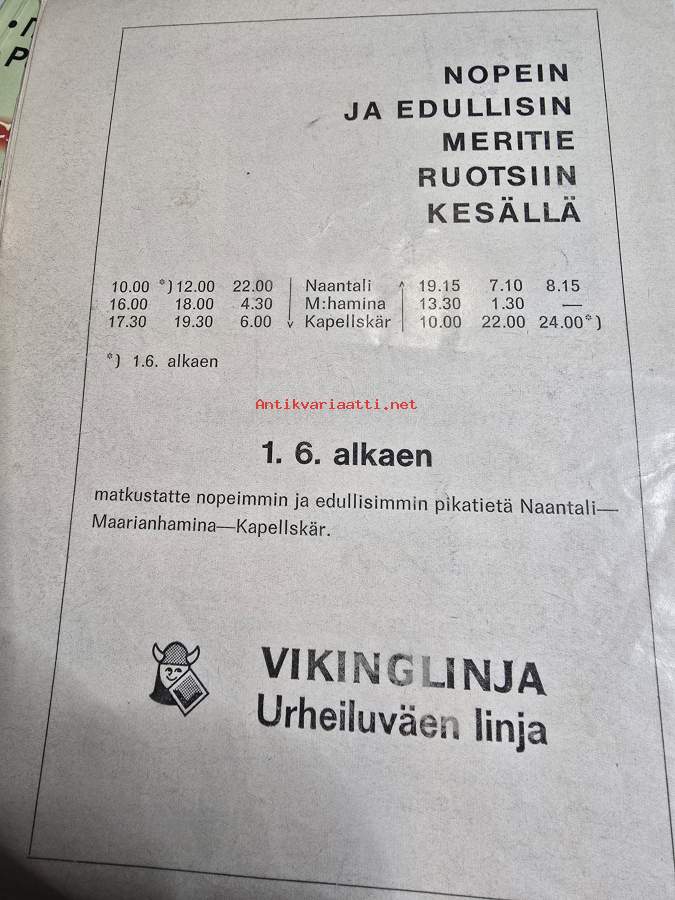 NOPEIN
JA EDULLISIN
MERITIE
RUOTSIIN
KESÄLLÄ
10.00 *) 12.00 22.00 Naantali 19.15 7.10 8.15
16.00 18.00 4.30 M:hamina 13.30 1.30 —
17.30 19.30 6.00 Kapellskär 10.00 22.00 24.00*)
*) 1.6. alkaen
Antikvariaatti.net
1. 6. alkaen
matkustatte nopeimmin ja edullisimmin pikatietä Naantali—
Maarianhamina—Kapellskär.
VIKINGLINJA
Urheiluväen linja